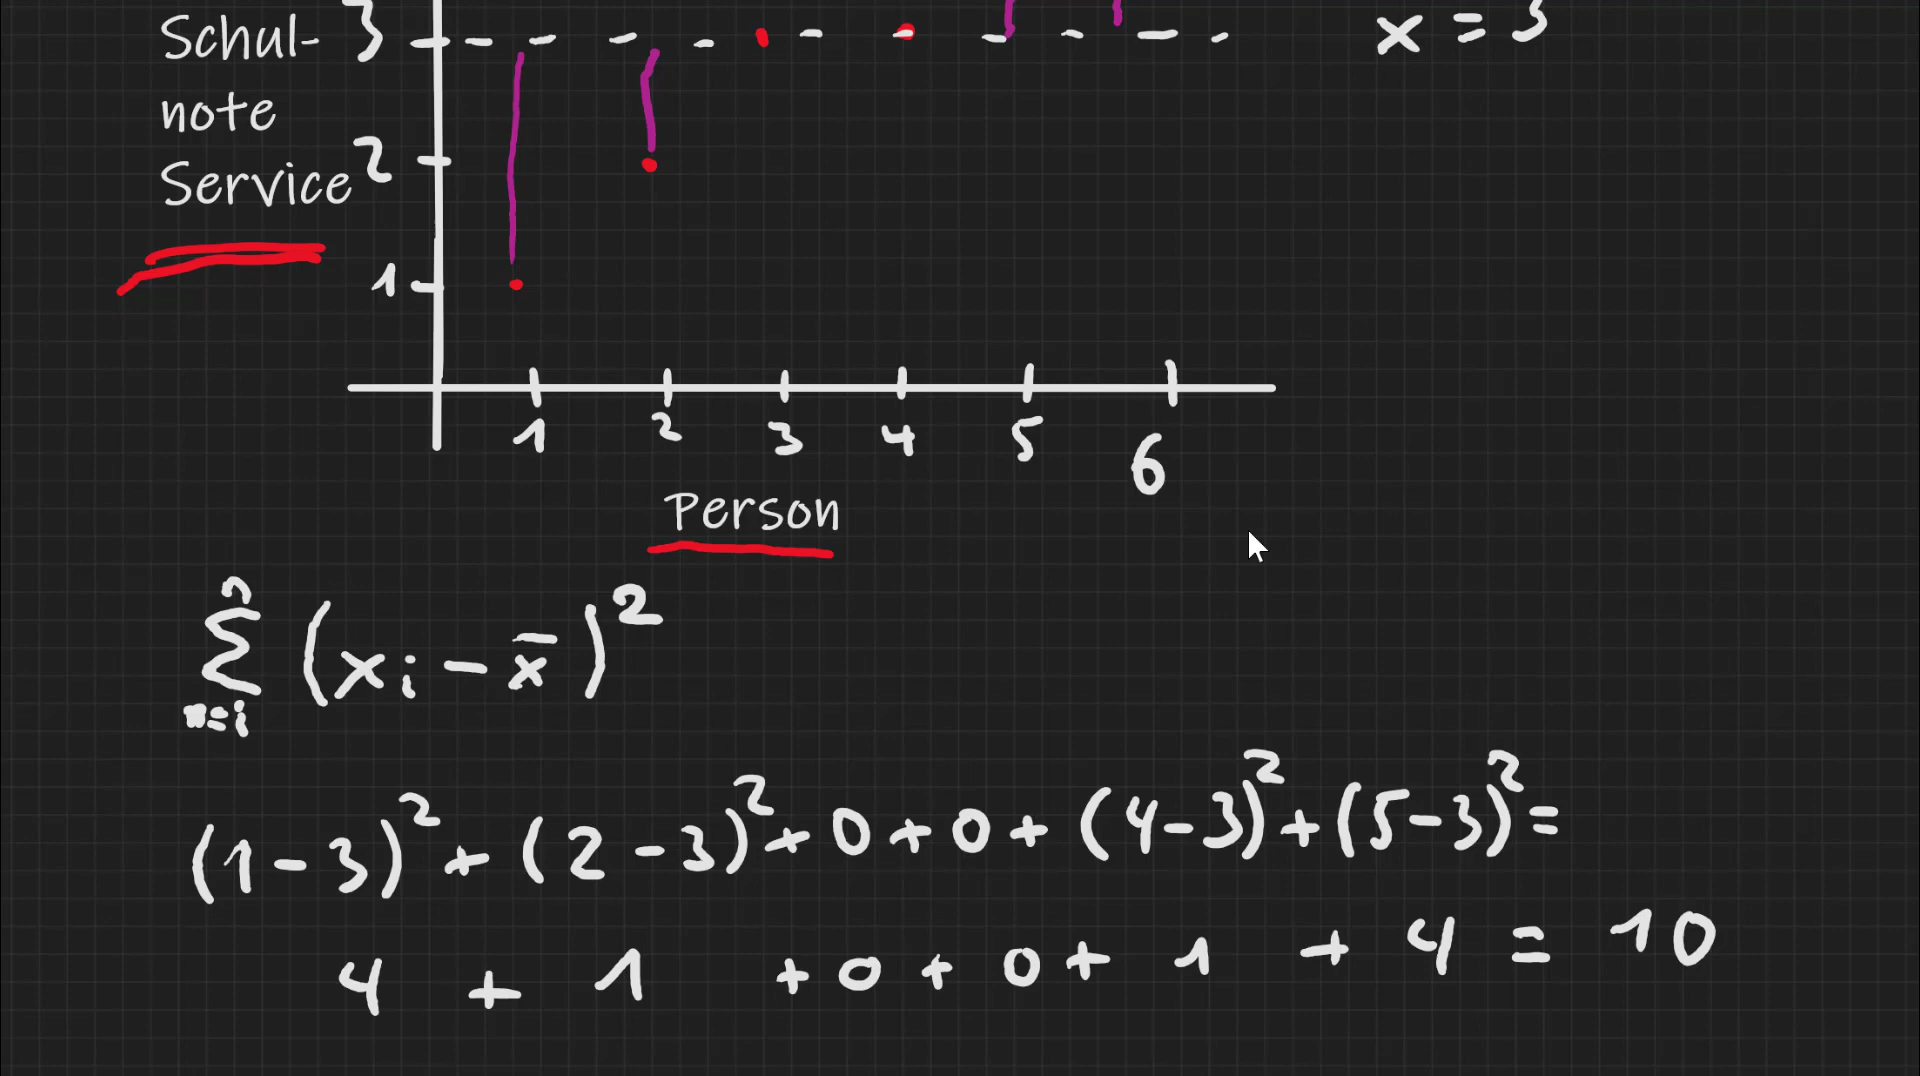 Schul-
note
Service
3
2
1
x = 3
1 2 3 4 5 6
Person
n
∑ (xᵢ - x̄)²
n=i
(1-3)² + (2-3)² + 0 + 0 + (4-3)² + (5-3)² =
4 + 1 + 0 + 0 + 1 + 4 = 10